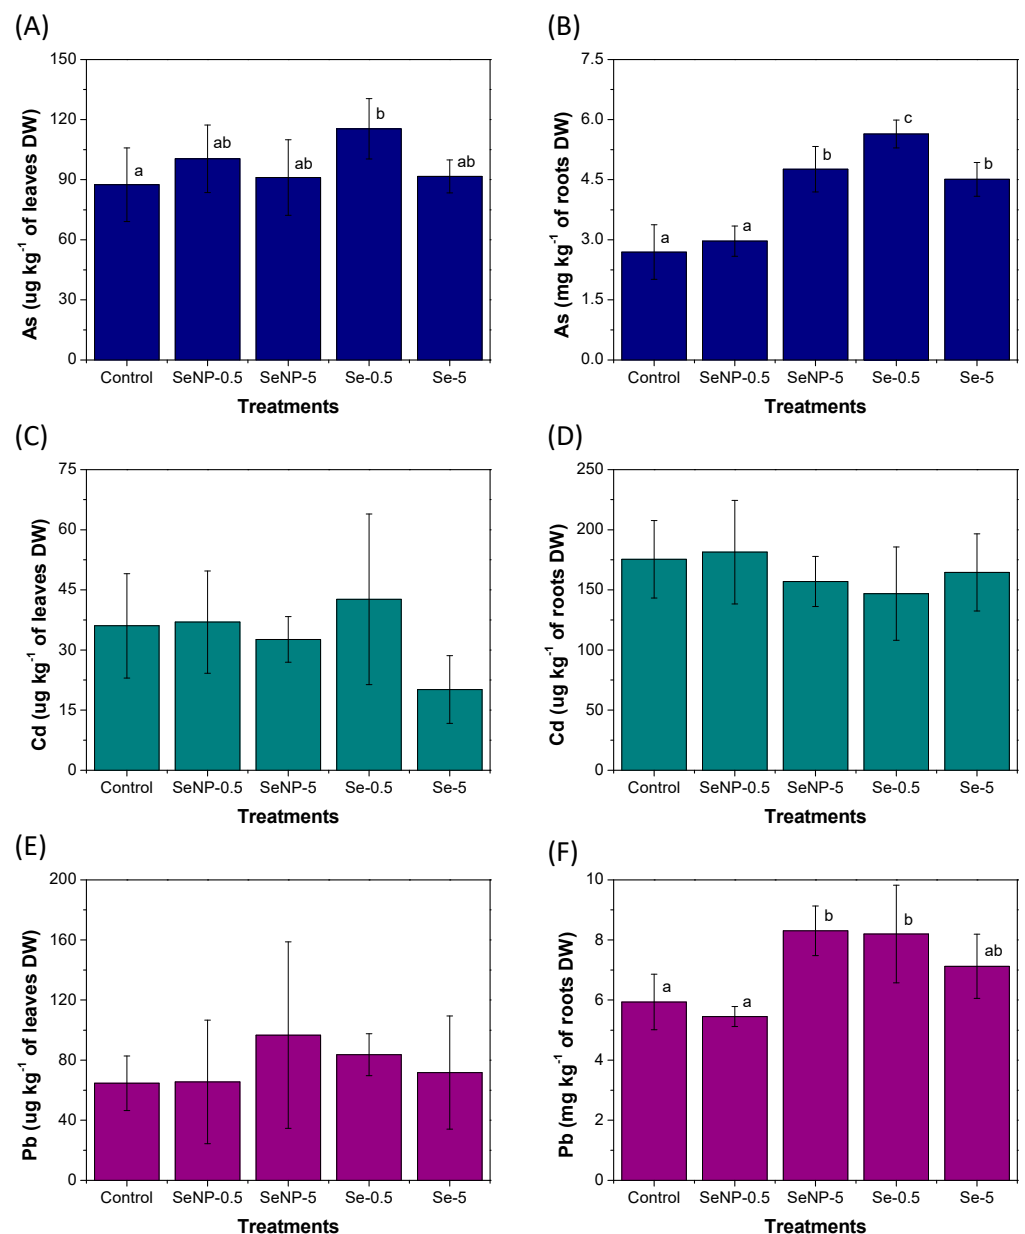 (A)
150
120
90
60
30
0
As (ug kg⁻¹ of leaves DW)
a
ab
ab
b
ab
Control SeNP-0.5 SeNP-5 Se-0.5 Se-5
Treatments
(B)
7.5
6.0
4.5
3.0
1.5
0.0
As (mg kg⁻¹ of roots DW)
a
a
b
c
b
Control SeNP-0.5 SeNP-5 Se-0.5 Se-5
Treatments
(C)
75
60
45
30
15
0
Cd (ug kg⁻¹ of leaves DW)
Control SeNP-0.5 SeNP-5 Se-0.5 Se-5
Treatments
(D)
250
200
150
100
50
0
Cd (ug kg⁻¹ of roots DW)
Control SeNP-0.5 SeNP-5 Se-0.5 Se-5
Treatments
(E)
200
160
120
80
40
0
Pb (ug kg⁻¹ of leaves DW)
Control SeNP-0.5 SeNP-5 Se-0.5 Se-5
Treatments
(F)
10
8
6
4
2
0
Pb (mg kg⁻¹ of roots DW)
a
a
b
b
ab
Control SeNP-0.5 SeNP-5 Se-0.5 Se-5
Treatments